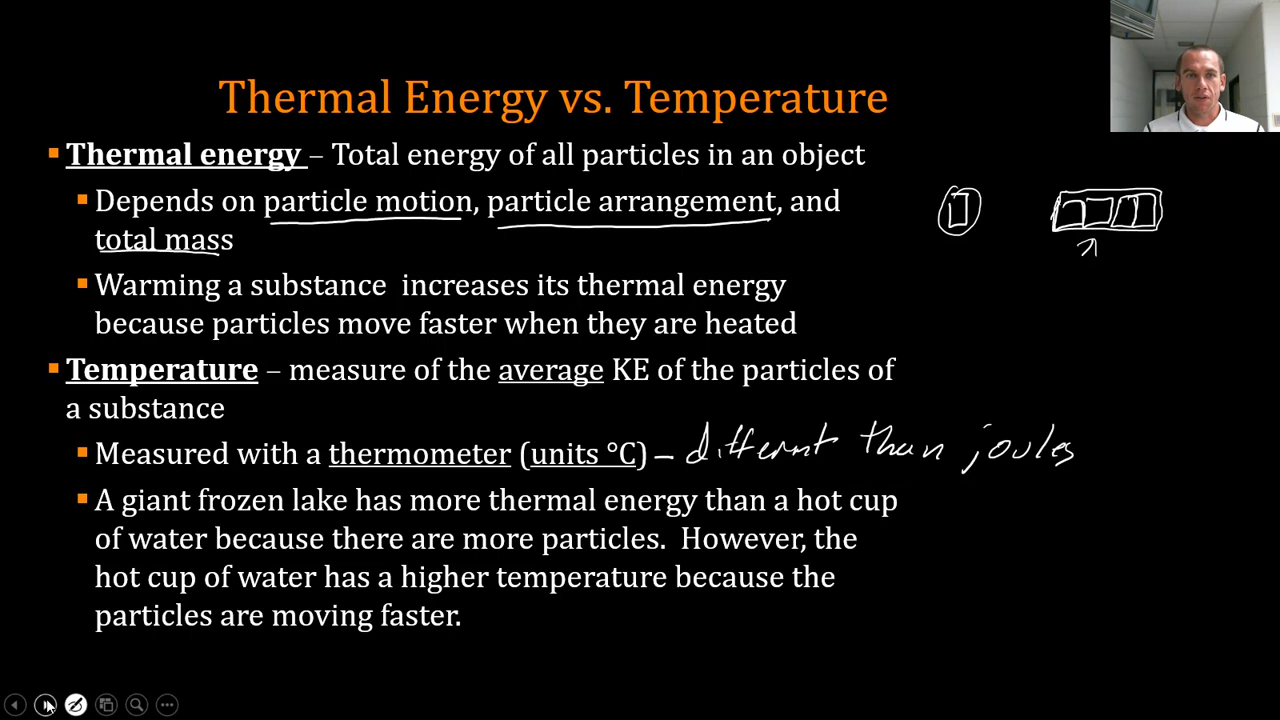 Thermal Energy vs. Temperature
Thermal energy – Total energy of all particles in an object
Depends on particle motion, particle arrangement, and
total mass
Warming a substance increases its thermal energy
because particles move faster when they are heated
Temperature – measure of the average KE of the particles of
a substance
Measured with a thermometer (units °C) – different than joules
A giant frozen lake has more thermal energy than a hot cup
of water because there are more particles. However, the
hot cup of water has a higher temperature because the
particles are moving faster.